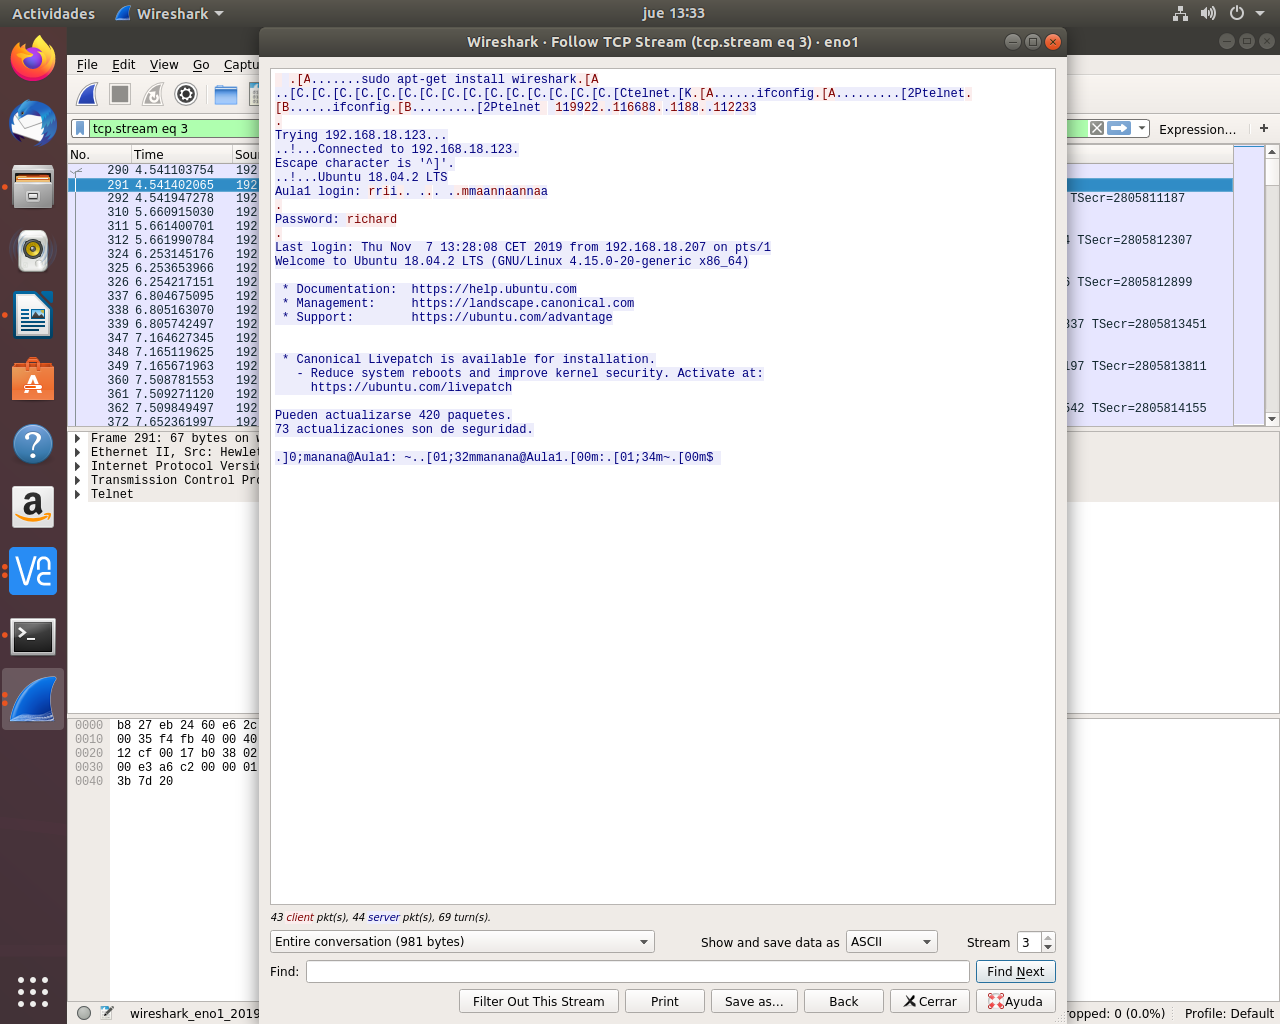 Actividades Wireshark jue 13:33
Wireshark · Follow TCP Stream (tcp.stream eq 3) · eno1
File Edit View Go Captu
tcp.stream eq 3
Expression... +
No. Time Sour
290 4.541103754 192
291 4.541402065 192
292 4.541947278 192 TSecr=2805811187
310 5.660915030 192
311 5.661400701 192
312 5.661990784 192 TSecr=2805812307
324 6.253145176 192
325 6.253653966 192
326 6.254217151 192 TSecr=2805812899
337 6.804675095 192
338 6.805163070 192
339 6.805742497 192 337 TSecr=2805813451
347 7.164627345 192
348 7.165119625 192
349 7.165671963 192 197 TSecr=2805813811
360 7.508781553 192
361 7.509271120 192
362 7.509849497 192 542 TSecr=2805814155
372 7.652361997 192
Frame 291: 67 bytes on w
Ethernet II, Src: Hewlet
Internet Protocol Versio
Transmission Control Pro
Telnet
0000 b8 27 eb 24 60 e6 2c
0010 00 35 f4 fb 40 00 40
0020 12 cf 00 17 b0 38 02
0030 00 e3 a6 c2 00 00 01
0040 3b 7d 20
.[A.......sudo apt-get install wireshark.[A
..[C.[C.[C.[C.[C.[C.[C.[C.[C.[C.[C.[C.[C.[C.[C.[Ctelnet.[K.[A......ifconfig.[A.........[2Ptelnet.
[B......ifconfig.[B.........[2Ptelnet 119922..116688..1188..112233
.
Trying 192.168.18.123...
..!...Connected to 192.168.18.123.
Escape character is '^]'.
..!...Ubuntu 18.04.2 LTS
Aula1 login: rrii.. ... ..mmaannaannaa
.
Password: richard
.
Last login: Thu Nov  7 13:28:08 CET 2019 from 192.168.18.207 on pts/1
Welcome to Ubuntu 18.04.2 LTS (GNU/Linux 4.15.0-20-generic x86_64)
* Documentation:  https://help.ubuntu.com
* Management:     https://landscape.canonical.com
* Support:        https://ubuntu.com/advantage
* Canonical Livepatch is available for installation.
- Reduce system reboots and improve kernel security. Activate at:
https://ubuntu.com/livepatch
Pueden actualizarse 420 paquetes.
73 actualizaciones son de seguridad.
.]0;manana@Aula1: ~..[01;32mmanana@Aula1.[00m:.[01;34m~.[00m$
43 client pkt(s), 44 server pkt(s), 69 turn(s).
Entire conversation (981 bytes) Show and save data as ASCII Stream 3
Find: Find Next
Filter Out This Stream Print Save as... Back Cerrar Ayuda
wireshark_eno1_2019 ropped: 0 (0.0%) Profile: Default